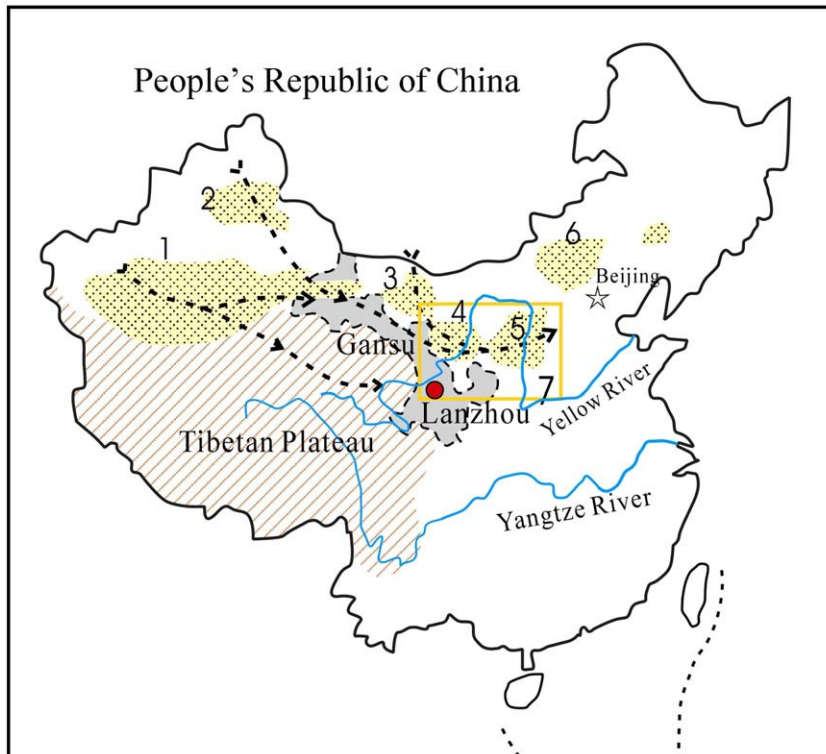 People's Republic of China
2
1
6
3
Beijing
4
5
Gansu
7
Lanzhou
Yellow River
Tibetan Plateau
Yangtze River